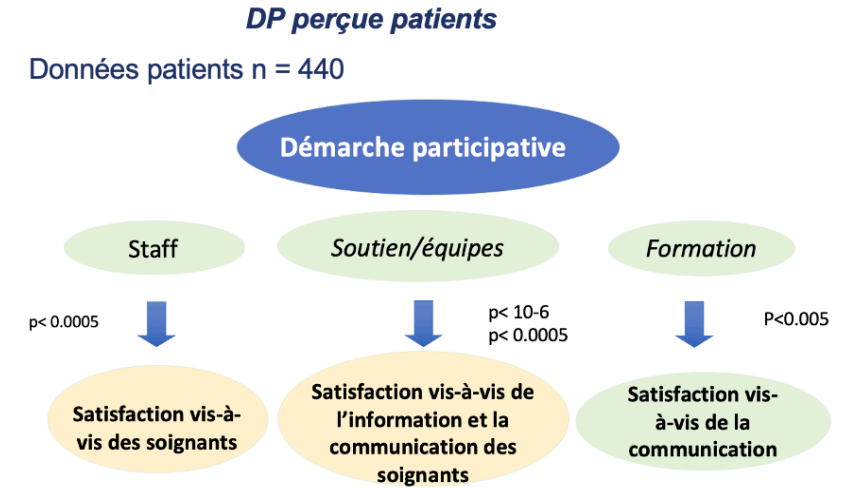 DP perçue patients
Données patients n = 440
Démarche participative
Staff
Soutien/équipes
Formation
p< 0.0005
p< 10-6
p< 0.0005
P<0.005
Satisfaction vis-à-
vis des soignants
Satisfaction vis-à-vis de
l’information et la
communication des
soignants
Satisfaction vis-
à-vis de la
communication